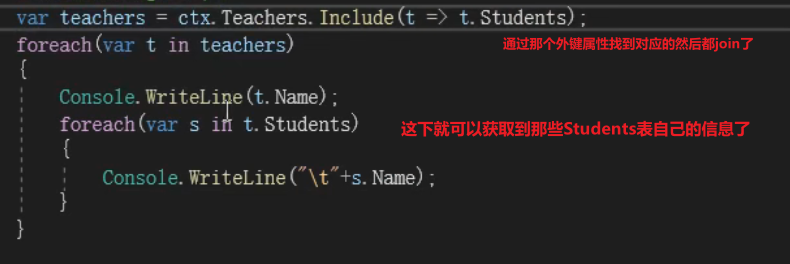 var teachers = ctx.Teachers.Include(t => t.Students);
foreach(var t in teachers)
通过那个外键属性找到对应的然后都join了
{
Console.WriteLine(t.Name);
foreach(var s in t.Students)
这下就可以获取到那些Students表自己的信息了
{
Console.WriteLine("\t"+s.Name);
}
}